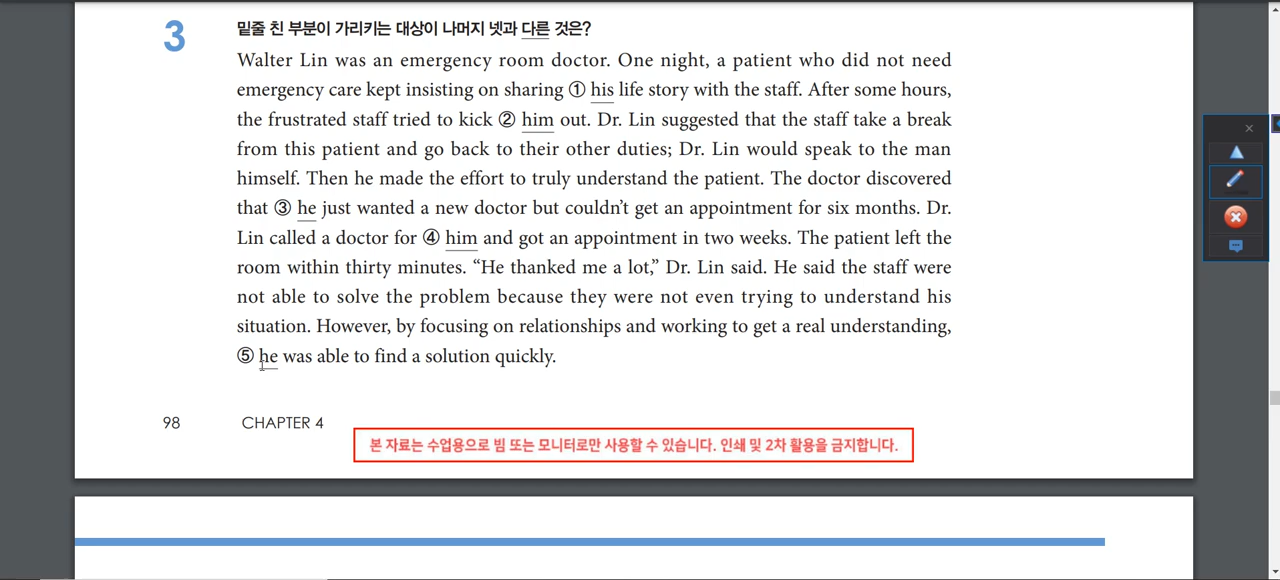 3
밑줄 친 부분이 가리키는 대상이 나머지 넷과 다른 것은?
Walter Lin was an emergency room doctor. One night, a patient who did not need
emergency care kept insisting on sharing ① his life story with the staff. After some hours,
the frustrated staff tried to kick ② him out. Dr. Lin suggested that the staff take a break
from this patient and go back to their other duties; Dr. Lin would speak to the man
himself. Then he made the effort to truly understand the patient. The doctor discovered
that ③ he just wanted a new doctor but couldn't get an appointment for six months. Dr.
Lin called a doctor for ④ him and got an appointment in two weeks. The patient left the
room within thirty minutes. “He thanked me a lot,” Dr. Lin said. He said the staff were
not able to solve the problem because they were not even trying to understand his
situation. However, by focusing on relationships and working to get a real understanding,
⑤ he was able to find a solution quickly.
98 CHAPTER 4
본 자료는 수업용으로 빔 또는 모니터로만 사용할 수 있습니다. 인쇄 및 2차 활용을 금지합니다.